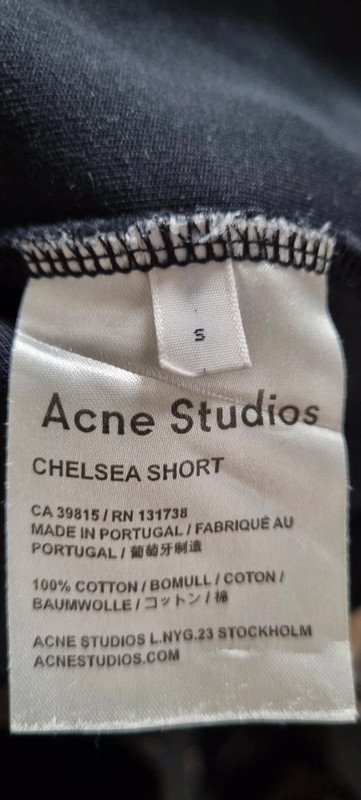 S
Acne Studios
CHELSEA SHORT
CA 39815 / RN 131738
MADE IN PORTUGAL / FABRIQUÉ AU
PORTUGAL / 葡萄牙制造
100% COTTON / BOMULL / COTON /
BAUMWOLLE / コットン / 棉
ACNE STUDIOS L.NYG.23 STOCKHOLM
ACNESTUDIOS.COM